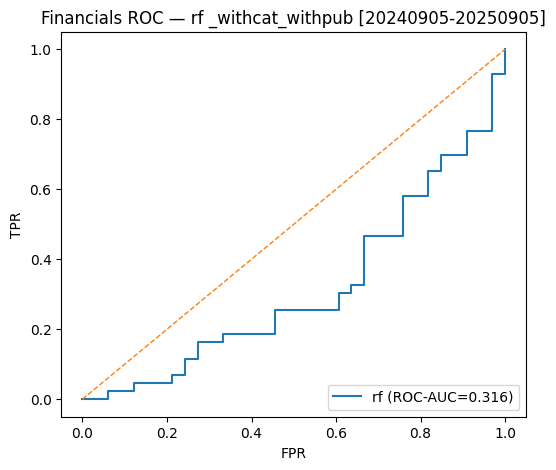 Financials ROC — rf _withcat_withpub [20240905-20250905]
1.0
0.8
0.6
0.4
0.2
0.0
TPR
rf (ROC-AUC=0.316)
0.0 0.2 0.4 0.6 0.8 1.0
FPR